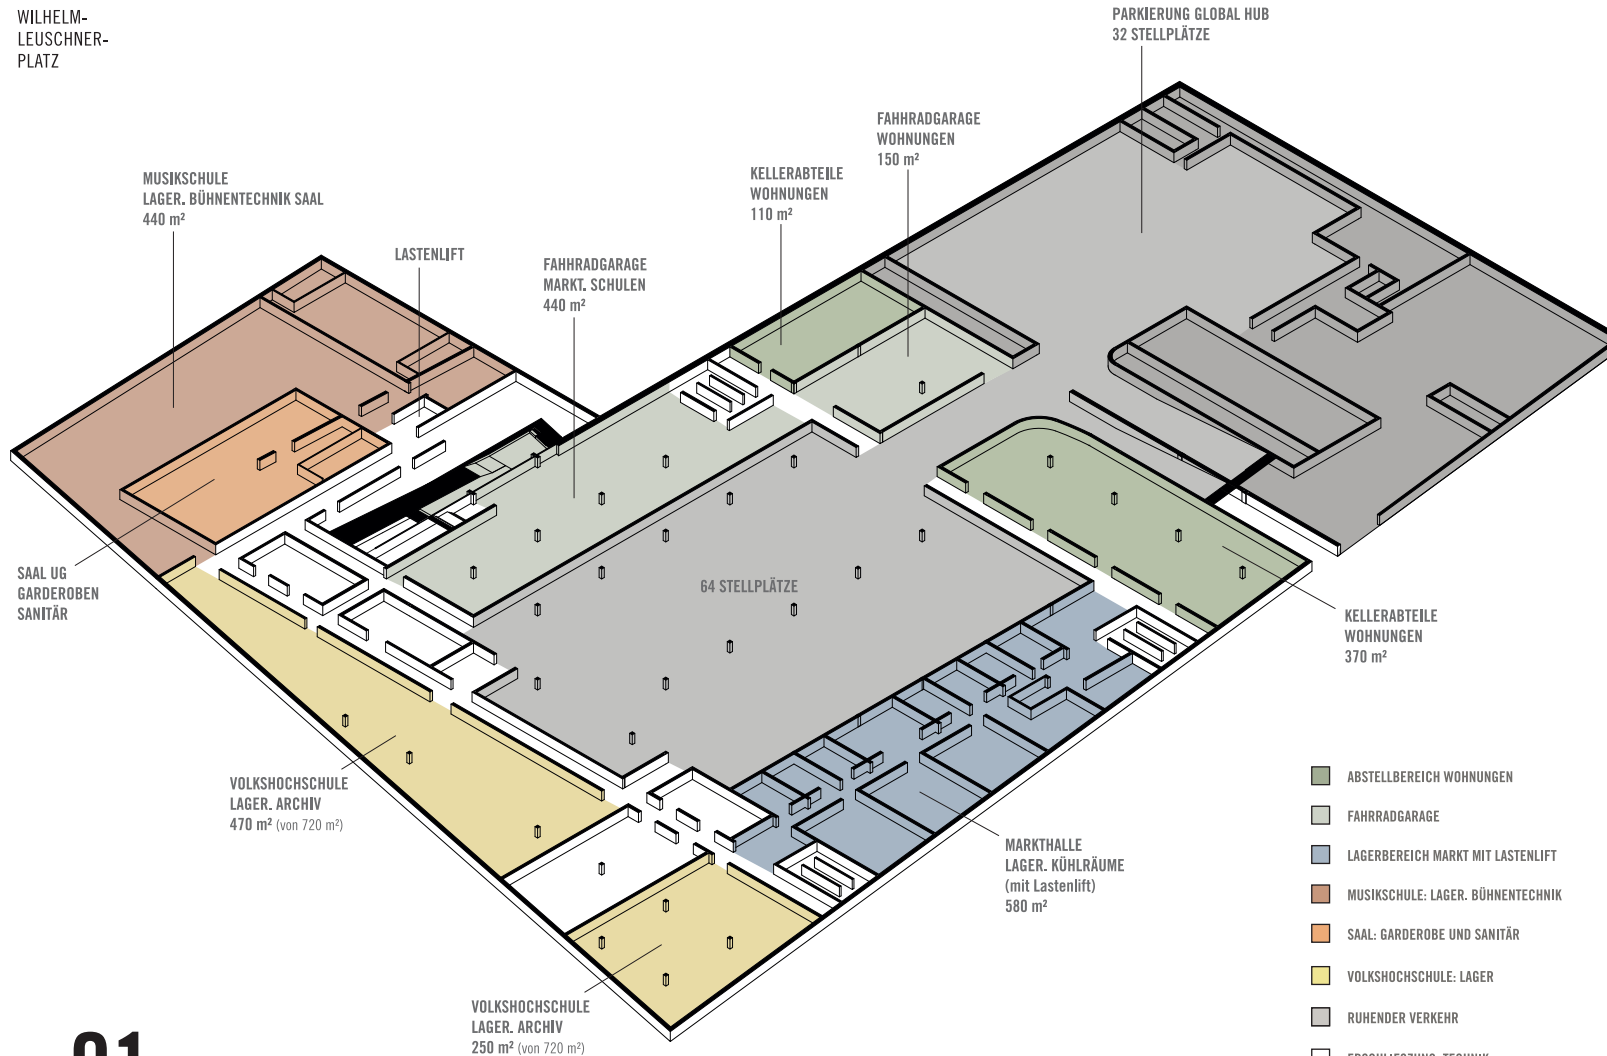 WILHELM-
LEUSCHNER-
PLATZ
PARKIERUNG GLOBAL HUB
32 STELLPLÄTZE
FAHHRADGARAGE
WOHNUNGEN
150 m²
KELLERABTEILE
WOHNUNGEN
110 m²
MUSIKSCHULE
LAGER. BÜHNENTECHNIK SAAL
440 m²
LASTENLIFT
FAHHRADGARAGE
MARKT. SCHULEN
440 m²
SAAL UG
GARDEROBEN
SANITÄR
64 STELLPLÄTZE
KELLERABTEILE
WOHNUNGEN
370 m²
VOLKSHOCHSCHULE
LAGER. ARCHIV
470 m² (von 720 m²)
MARKTHALLE
LAGER. KÜHLRÄUME
(mit Lastenlift)
580 m²
VOLKSHOCHSCHULE
LAGER. ARCHIV
250 m² (von 720 m²)
ABSTELLBEREICH WOHNUNGEN
FAHRRADGARAGE
LAGERBEREICH MARKT MIT LASTENLIFT
MUSIKSCHULE: LAGER. BÜHNENTECHNIK
SAAL: GARDEROBE UND SANITÄR
VOLKSHOCHSCHULE: LAGER
RUHENDER VERKEHR